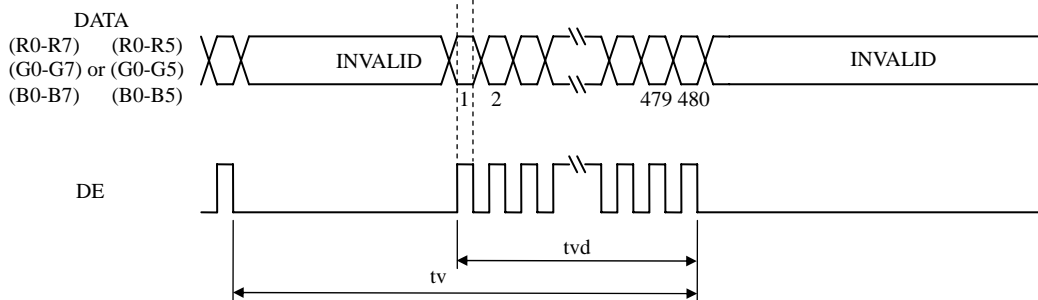 DATA
(R0-R7) (R0-R5)
(G0-G7) or (G0-G5)
(B0-B7) (B0-B5)
INVALID
INVALID
1 2 479 480
DE
tvd
tv